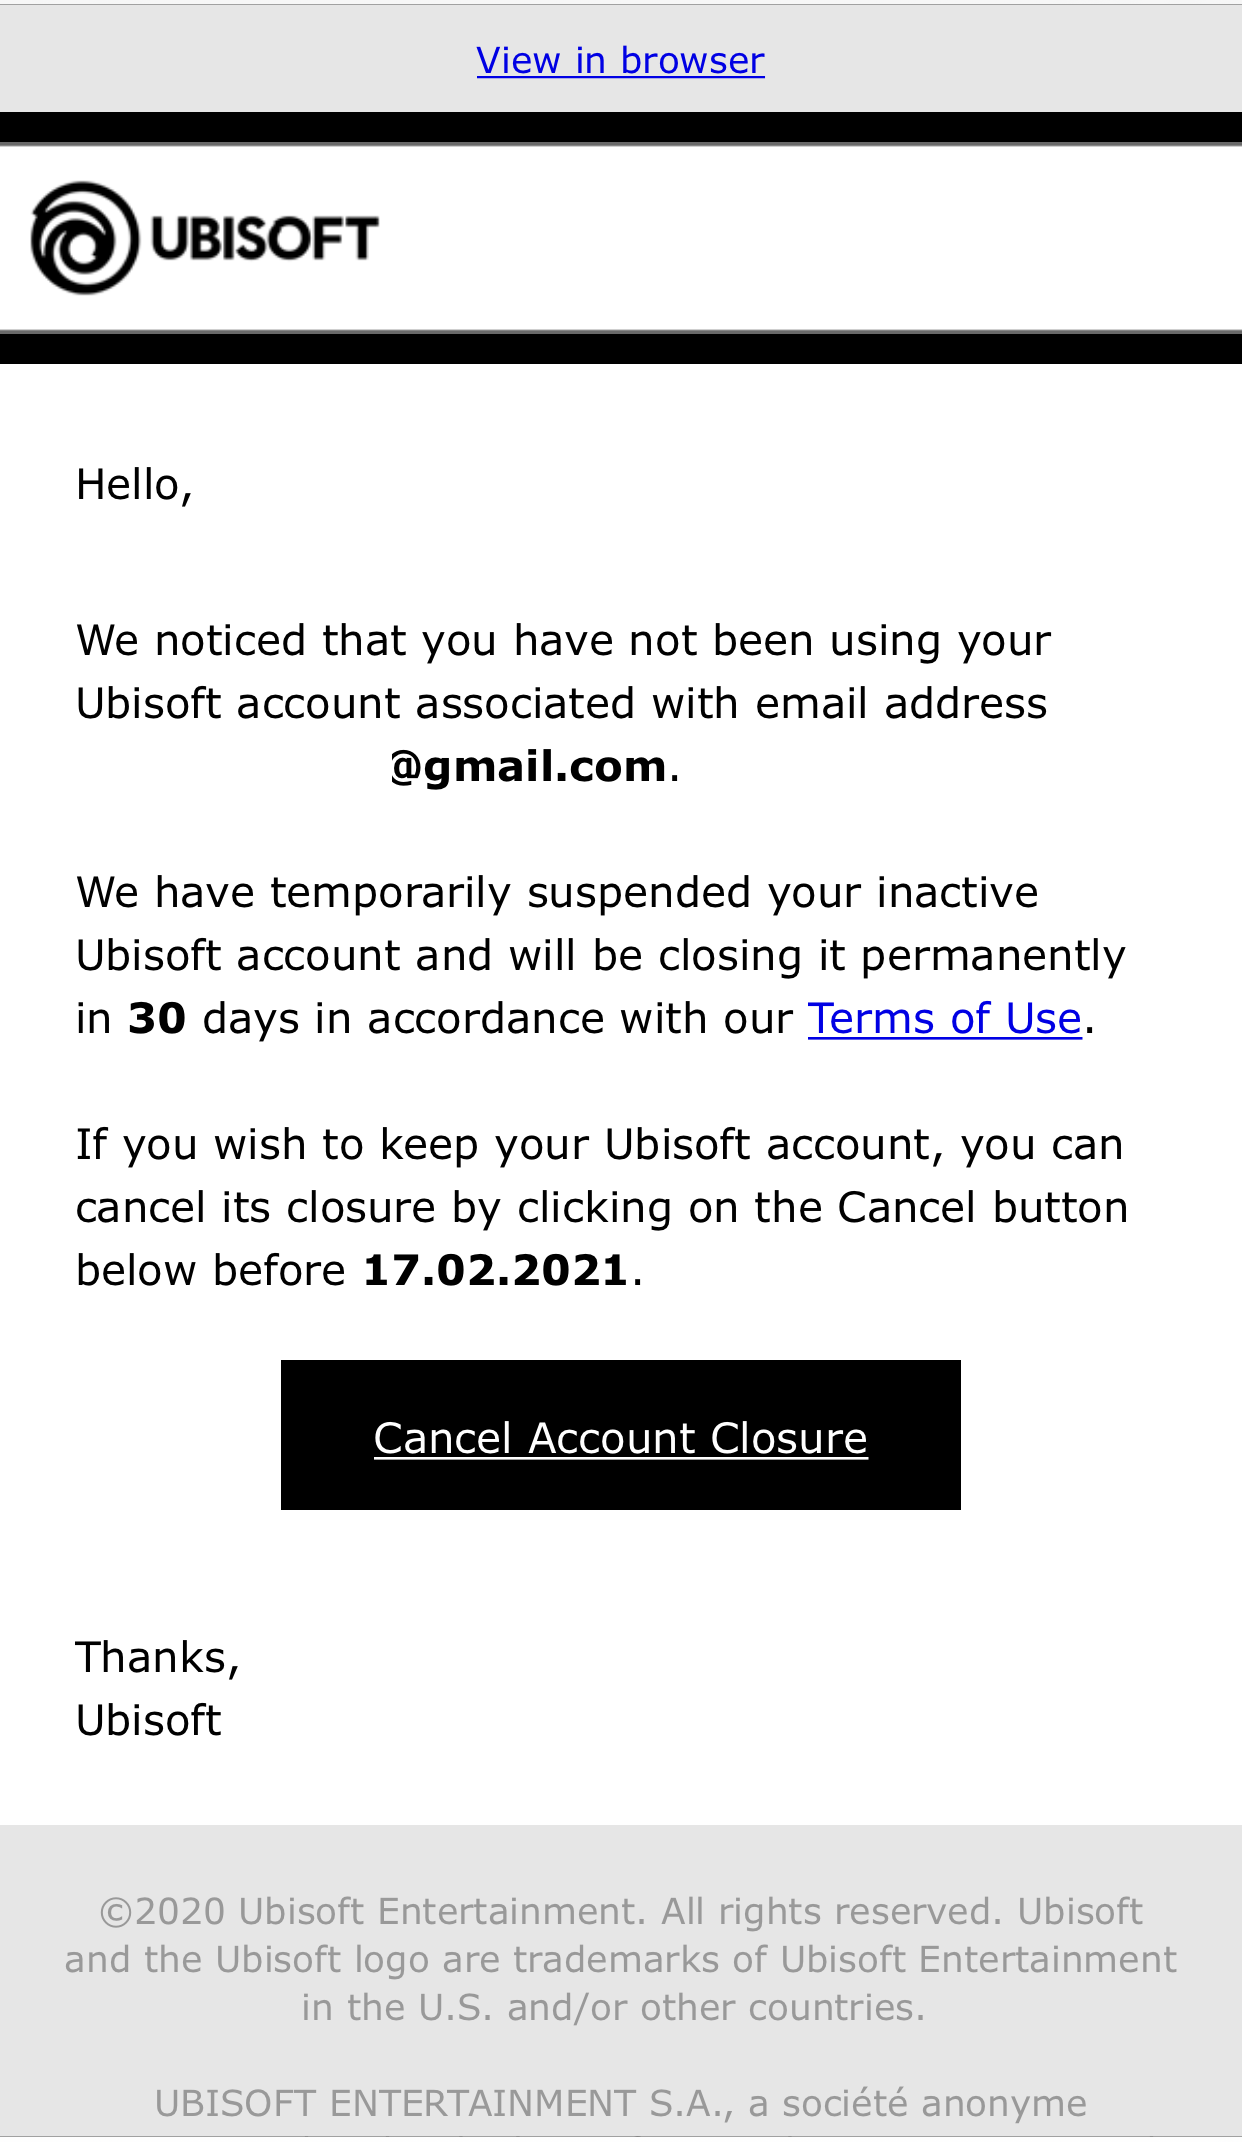 View in browser
UBISOFT
Hello,
We noticed that you have not been using your
Ubisoft account associated with email address
@gmail.com.
We have temporarily suspended your inactive
Ubisoft account and will be closing it permanently
in 30 days in accordance with our Terms of Use.
If you wish to keep your Ubisoft account, you can
cancel its closure by clicking on the Cancel button
below before 17.02.2021.
Cancel Account Closure
Thanks,
Ubisoft
©2020 Ubisoft Entertainment. All rights reserved. Ubisoft
and the Ubisoft logo are trademarks of Ubisoft Entertainment
in the U.S. and/or other countries.
UBISOFT ENTERTAINMENT S.A., a société anonyme